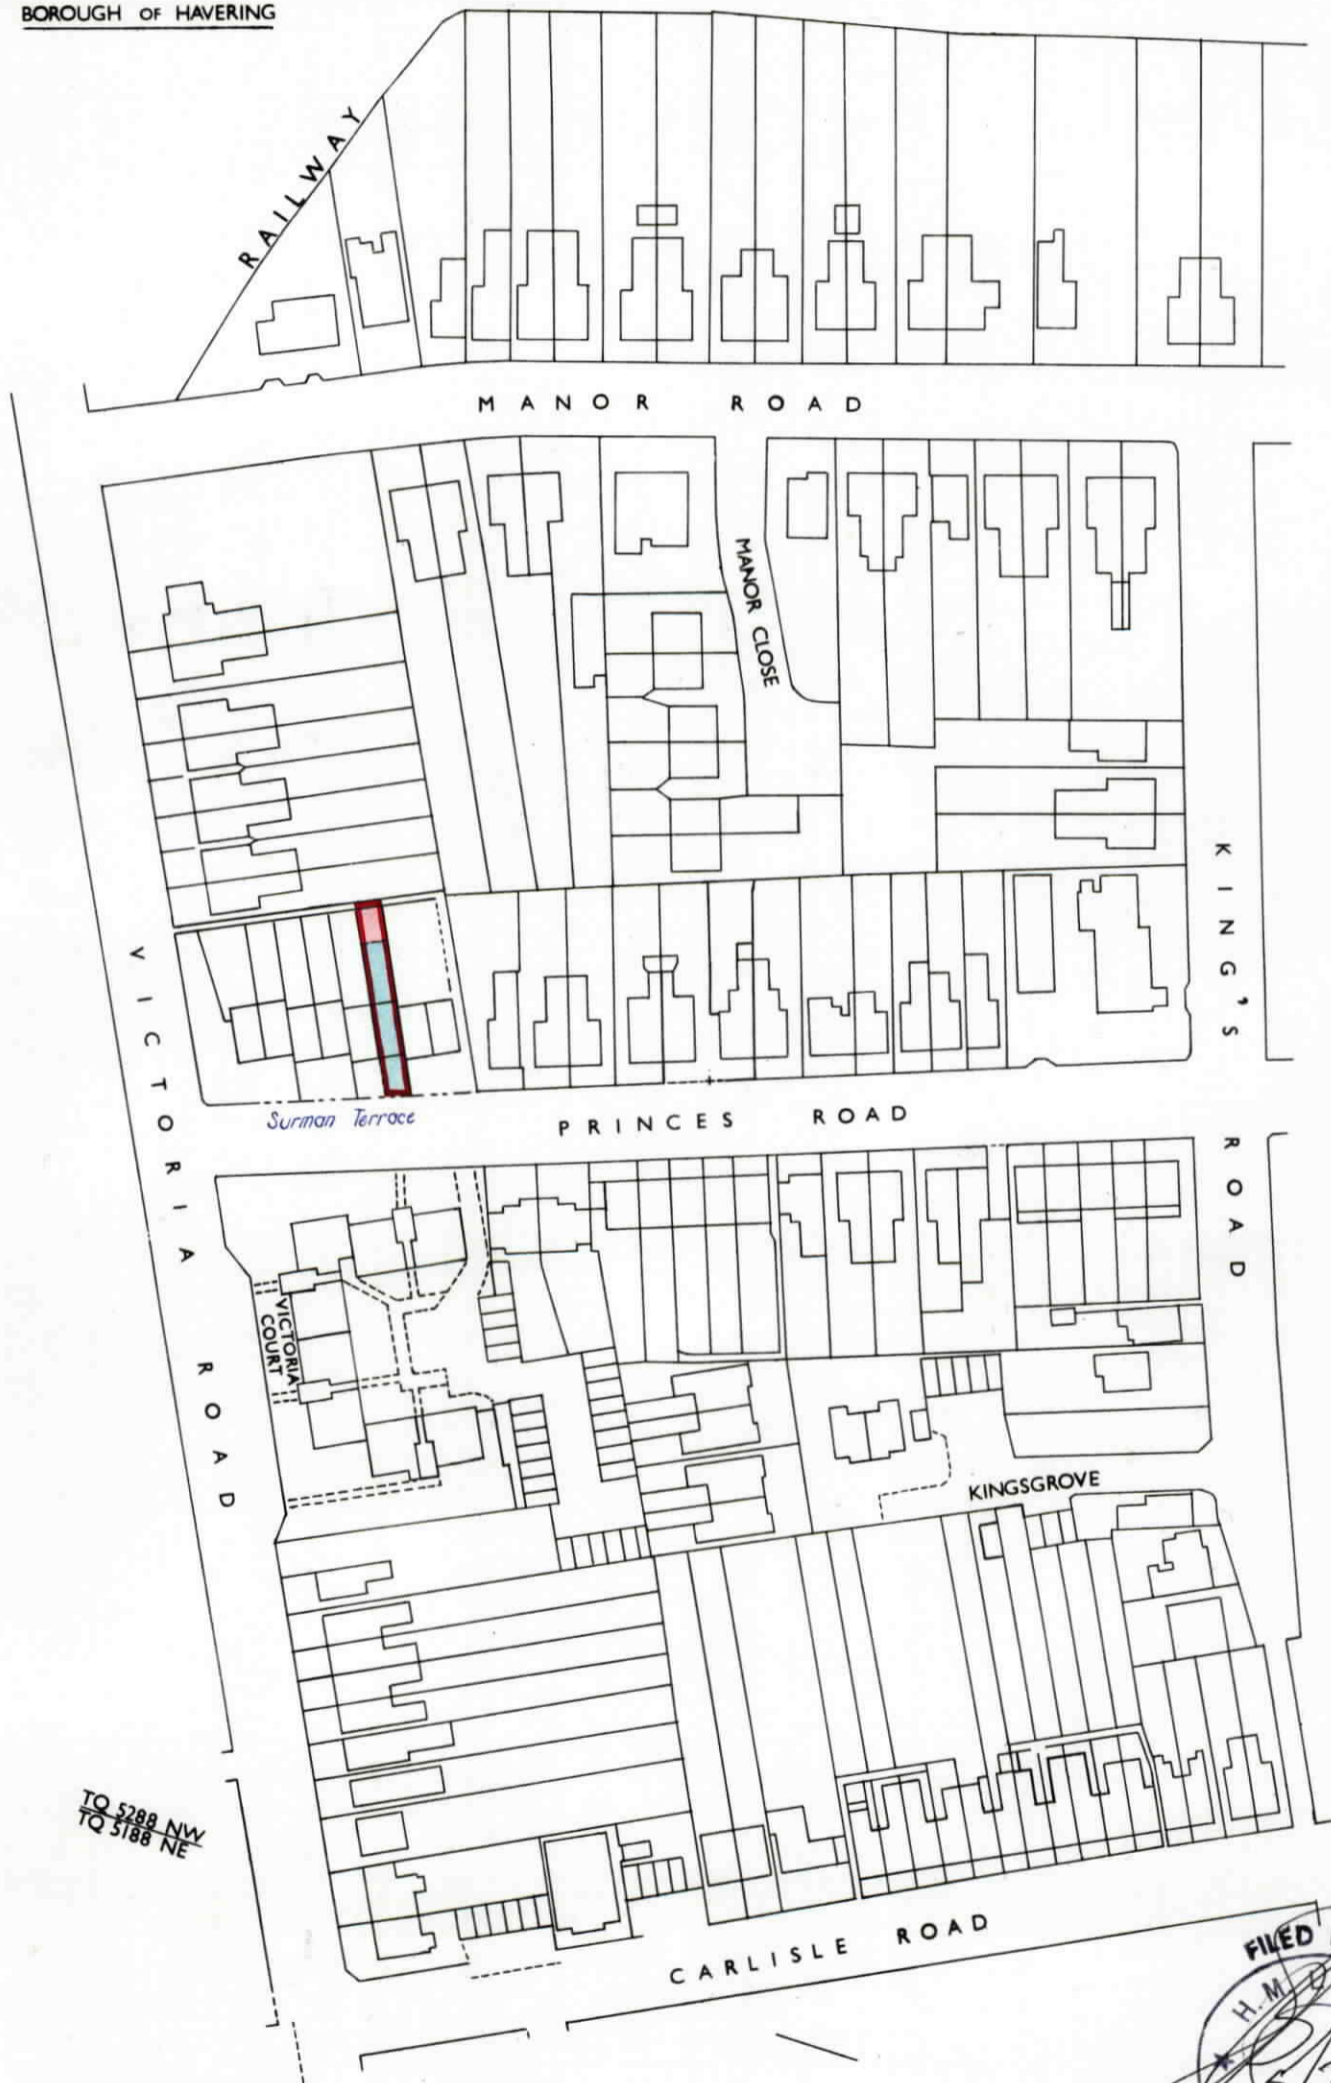 BOROUGH OF HAVERING
RAILWAY
MANOR ROAD
MANOR CLOSE
KING'S ROAD
VICTORIA ROAD
Surman Terrace
PRINCES ROAD
VICTORIA
COURT
KINGSGROVE
TQ 5288 NW
TQ 5188 NE
CARLISLE ROAD
FILED
H. M.